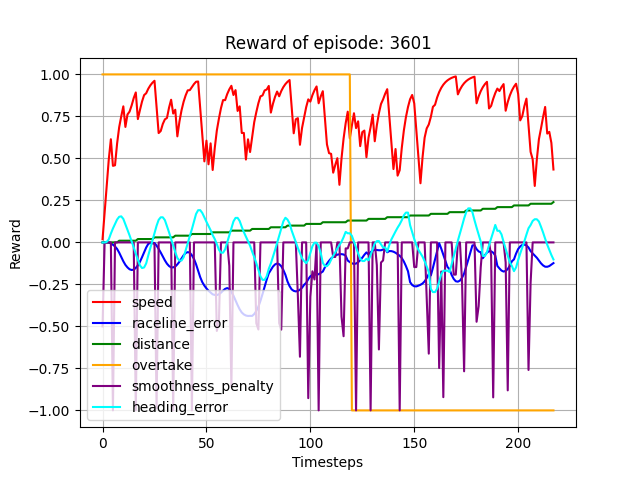 Reward of episode: 3601
1.00
0.75
0.50
0.25
0.00
−0.25
−0.50
−0.75
−1.00
Reward
speed
raceline_error
distance
overtake
smoothness_penalty
heading_error
0 50 100 150 200
Timesteps